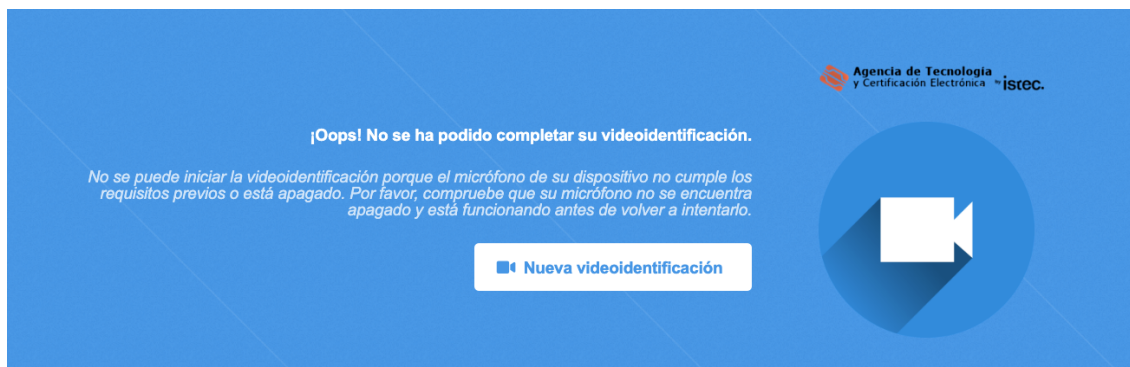 Agencia de Tecnología
y Certificación Electrónica by istec.
¡Oops! No se ha podido completar su videoidentificación.
No se puede iniciar la videoidentificación porque el micrófono de su dispositivo no cumple los
requisitos previos o está apagado. Por favor, compruebe que su micrófono no se encuentra
apagado y está funcionando antes de volver a intentarlo.
Nueva videoidentificación